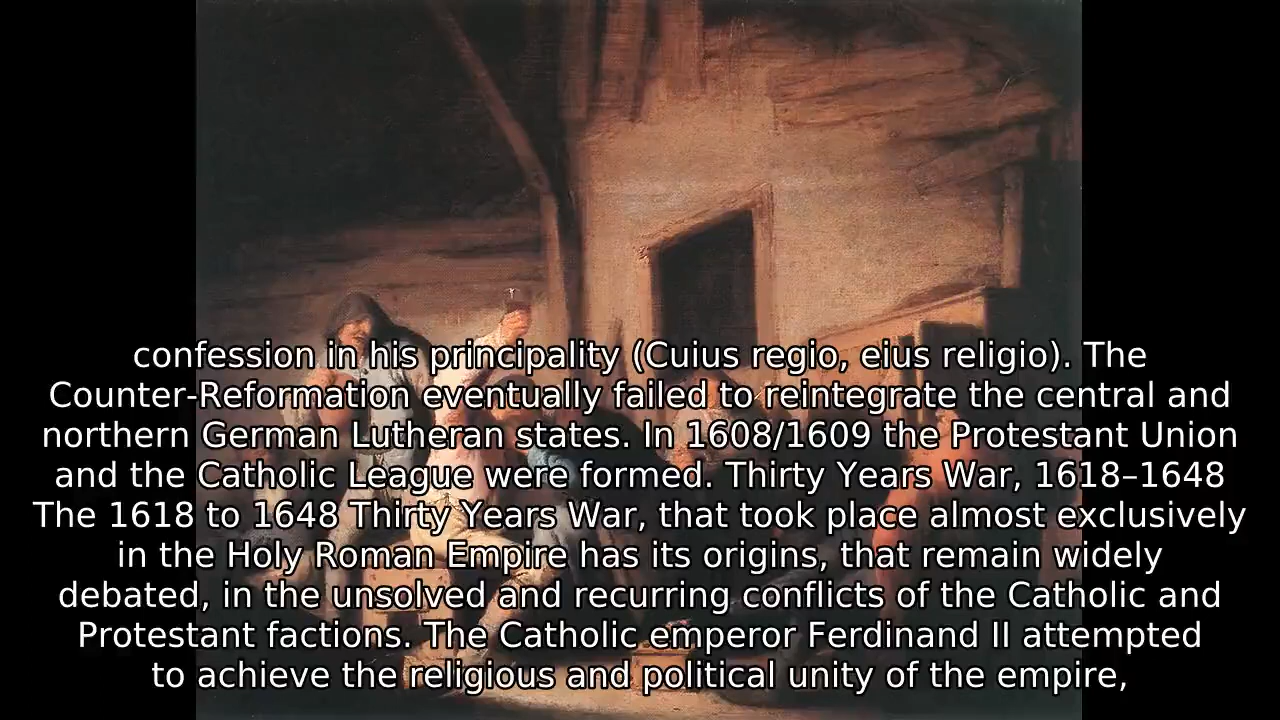 confession in his principality (Cuius regio, eius religio). The
Counter-Reformation eventually failed to reintegrate the central and
northern German Lutheran states. In 1608/1609 the Protestant Union
and the Catholic League were formed. Thirty Years War, 1618–1648
The 1618 to 1648 Thirty Years War, that took place almost exclusively
in the Holy Roman Empire has its origins, that remain widely
debated, in the unsolved and recurring conflicts of the Catholic and
Protestant factions. The Catholic emperor Ferdinand II attempted
to achieve the religious and political unity of the empire,